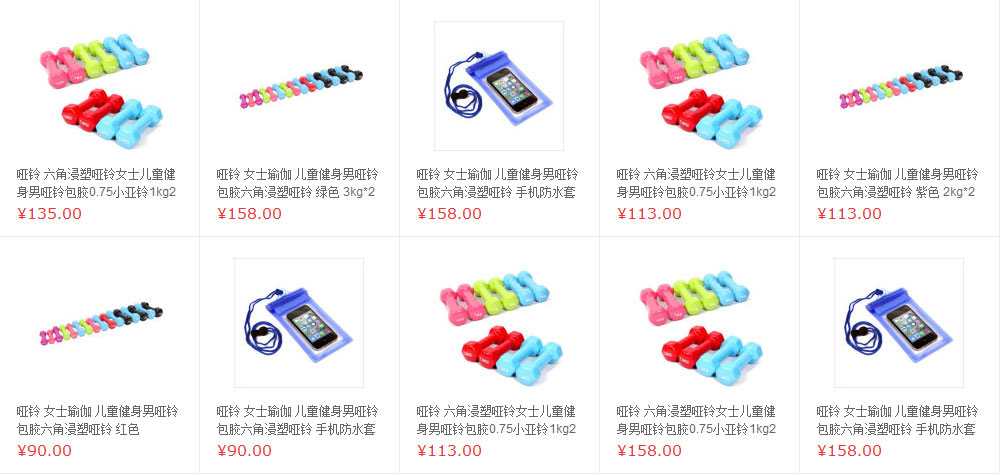 哑铃 六角浸塑哑铃女士儿童健
身男哑铃包胶0.75小亚铃1kg2
¥135.00
哑铃 女士瑜伽 儿童健身男哑铃
包胶六角浸塑哑铃 绿色 3kg*2
¥158.00
哑铃 女士瑜伽 儿童健身男哑铃
包胶六角浸塑哑铃 手机防水套
¥158.00
哑铃 六角浸塑哑铃女士儿童健
身男哑铃包胶0.75小亚铃1kg2
¥113.00
哑铃 女士瑜伽 儿童健身男哑铃
包胶六角浸塑哑铃 紫色 2kg*2
¥113.00
哑铃 女士瑜伽 儿童健身男哑铃
包胶六角浸塑哑铃 红色
¥90.00
哑铃 女士瑜伽 儿童健身男哑铃
包胶六角浸塑哑铃 手机防水套
¥90.00
哑铃 六角浸塑哑铃女士儿童健
身男哑铃包胶0.75小亚铃1kg2
¥113.00
哑铃 六角浸塑哑铃女士儿童健
身男哑铃包胶0.75小亚铃1kg2
¥158.00
哑铃 女士瑜伽 儿童健身男哑铃
包胶六角浸塑哑铃 手机防水套
¥158.00